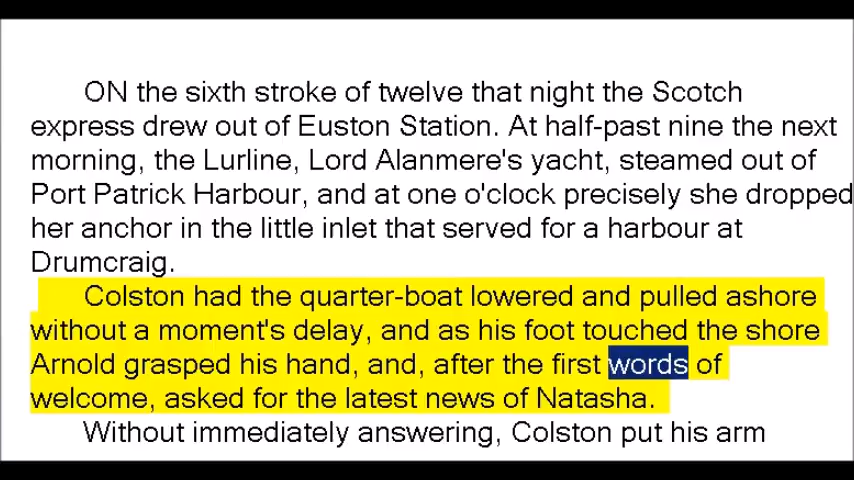 ON the sixth stroke of twelve that night the Scotch
express drew out of Euston Station. At half-past nine the next
morning, the Lurline, Lord Alanmere's yacht, steamed out of
Port Patrick Harbour, and at one o'clock precisely she dropped
her anchor in the little inlet that served for a harbour at
Drumcraig.
Colston had the quarter-boat lowered and pulled ashore
without a moment's delay, and as his foot touched the shore
Arnold grasped his hand, and, after the first words of
welcome, asked for the latest news of Natasha.
Without immediately answering, Colston put his arm